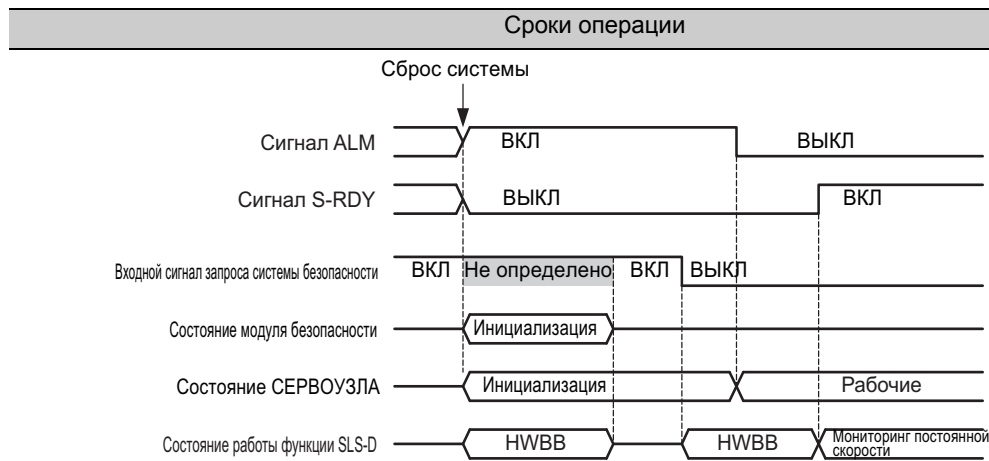 Сроки операции
Сброс системы
Сигнал ALM
ВКЛ
ВЫКЛ
Сигнал S-RDY
ВЫКЛ
ВКЛ
Входной сигнал запроса системы безопасности
ВКЛ
Не определено
ВКЛ
ВЫКЛ
Состояние модуля безопасности
Инициализация
Состояние СЕРВОУЗЛА
Инициализация
Рабочие
Состояние работы функции SLS-D
HWBB
HWBB
Мониторинг постоянной
скорости